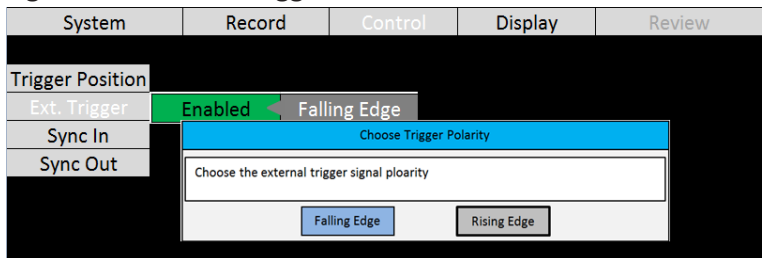 System Record Control Display Review
Trigger Position
Ext. Trigger Enabled Falling Edge
Sync In
Choose Trigger Polarity
Sync Out
Choose the external trigger signal ploarity
Falling Edge Rising Edge